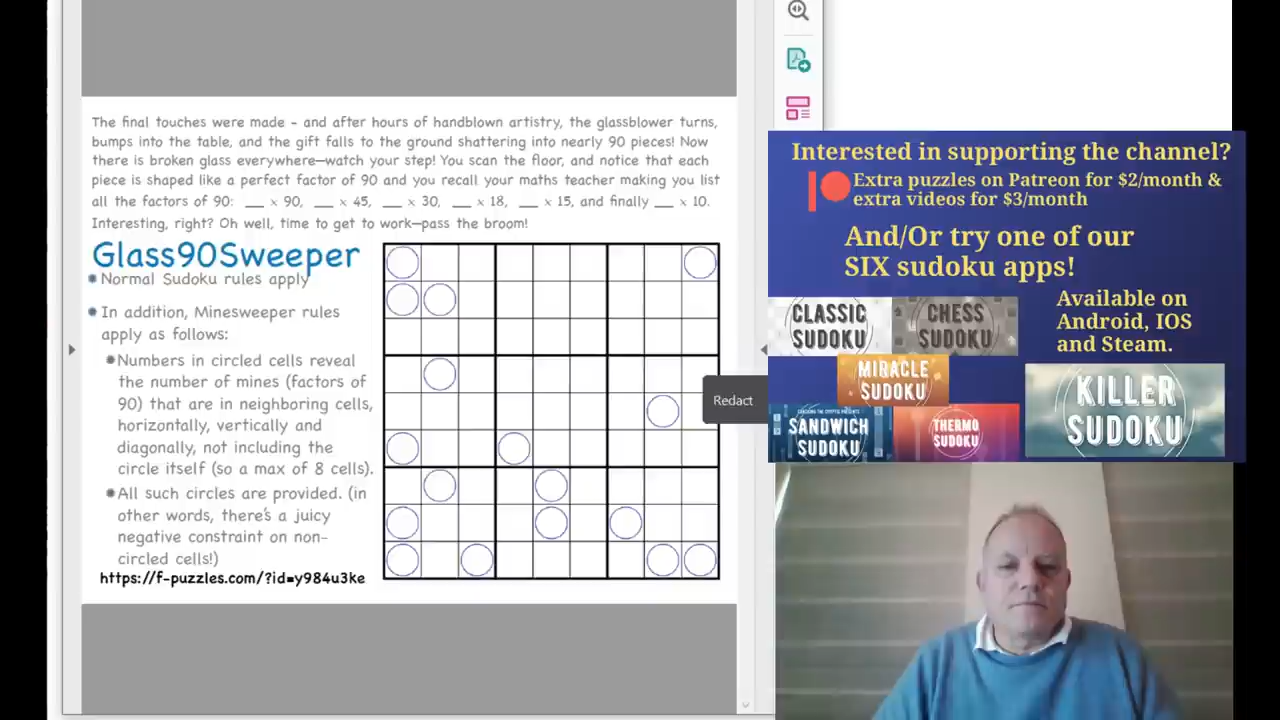 The final touches were made – and after hours of handblown artistry, the glassblower turns,
bumps into the table, and the gift falls to the ground shattering into nearly 90 pieces! Now
there is broken glass everywhere—watch your step! You scan the floor, and notice that each
piece is shaped like a perfect factor of 90 and you recall your maths teacher making you list
all the factors of 90: __ x 90, __ x 45, __ x 30, __ x 18, __ x 15, and finally __ x 10.
Interesting, right? Oh well, time to get to work—pass the broom!
Glass90Sweeper
Normal Sudoku rules apply
In addition, Minesweeper rules
apply as follows:
Numbers in circled cells reveal
the number of mines (factors of
90) that are in neighboring cells,
horizontally, vertically and
diagonally, not including the
circle itself (so a max of 8 cells).
All such circles are provided. (in
other words, there's a juicy
negative constraint on non-
circled cells!)
https://f-puzzles.com/?id=y984u3ke
Redact
Interested in supporting the channel?
Extra puzzles on Patreon for $2/month &
extra videos for $3/month
And/Or try one of our
SIX sudoku apps!
Available on
Android, IOS
and Steam.
CLASSIC
SUDOKU
CHESS
SUDOKU
MIRACLE
SUDOKU
KILLER
SUDOKU
CRACKING THE CRYPTIC PRESENTS
SANDWICH
SUDOKU
THERMO
SUDOKU